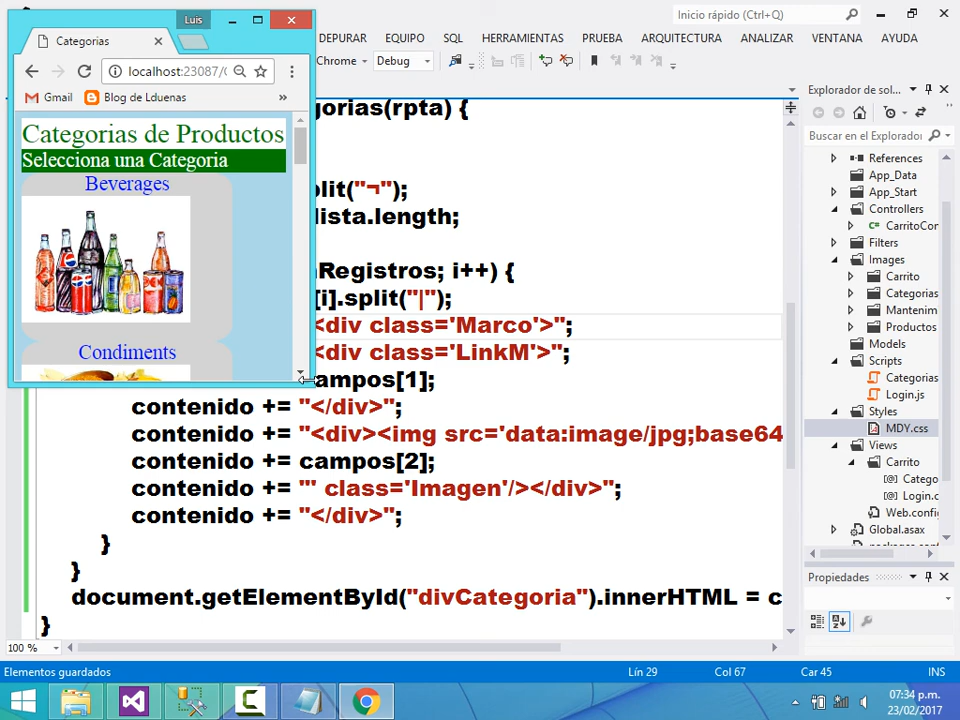 Luis
Inicio rápido (Ctrl+Q)
Categorias
DEPURAR EQUIPO SQL HERRAMIENTAS PRUEBA ARQUITECTURA ANALIZAR VENTANA AYUDA
localhost:23087/
Chrome Debug
Gmail Blog de Lduenas »
Explorador de sol...
Buscar en el Explorador
Categorias de Productos
Selecciona una Categoria
Beverages
Condiments
gorias(rpta) {
plit("¬");
lista.length;
nRegistros; i++) {
[i].split("|");
<div class='Marco'>";
<div class='LinkM'>";
ampos[1];
contenido += "</div>";
contenido += "<div><img src='data:image/jpg;base64
contenido += campos[2];
contenido += "' class='Imagen'/></div>";
contenido += "</div>";
}
}
document.getElementById("divCategoria").innerHTML = c
}
References
App_Data
App_Start
Controllers
CarritoCon
Filters
Images
Carrito
Categorias
Mantenim
Productos
Models
Scripts
Categorias
Login.js
Styles
MDY.css
Views
Carrito
Catego
Login.c
Web.config
Global.asax
Propiedades
100 %
Elementos guardados Lín 29 Col 67 Car 45 INS
07:34 p.m.
23/02/2017